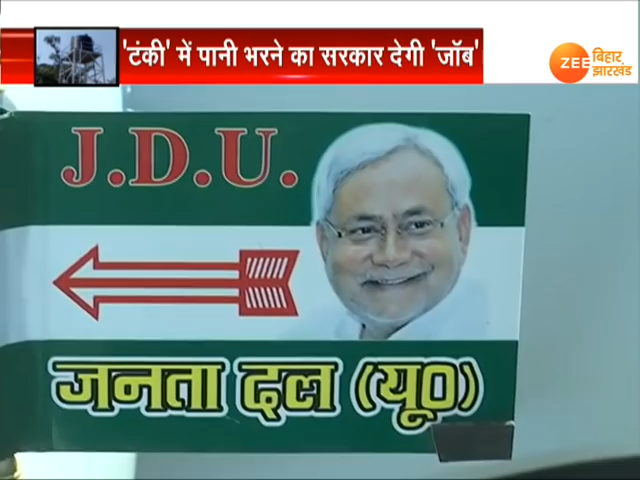 'टंकी' में पानी भरने का सरकार देगी 'जॉब'!
ZEE बिहार
झारखंड
J.D.U.
जनता दल (यू०)